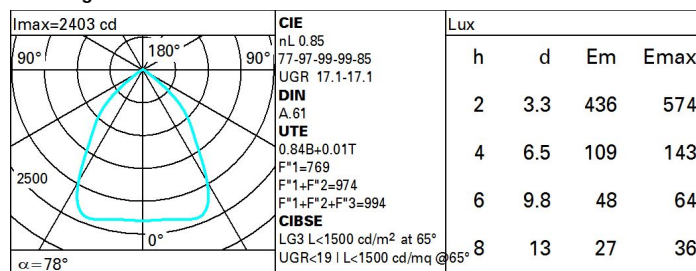 Imax=2403 cd
90°
180°
90°
2500
0°
α=78°
CIE
nL 0.85
77-97-99-99-85
UGR 17.1-17.1
DIN
A.61
UTE
0.84B+0.01T
F"1=769
F"1+F"2=974
F"1+F"2+F"3=994
CIBSE
LG3 L<1500 cd/m² at 65°
UGR<19 | L<1500 cd/mq @65°
Lux
h d Em Emax
2 3.3 436 574
4 6.5 109 143
6 9.8 48 64
8 13 27 36